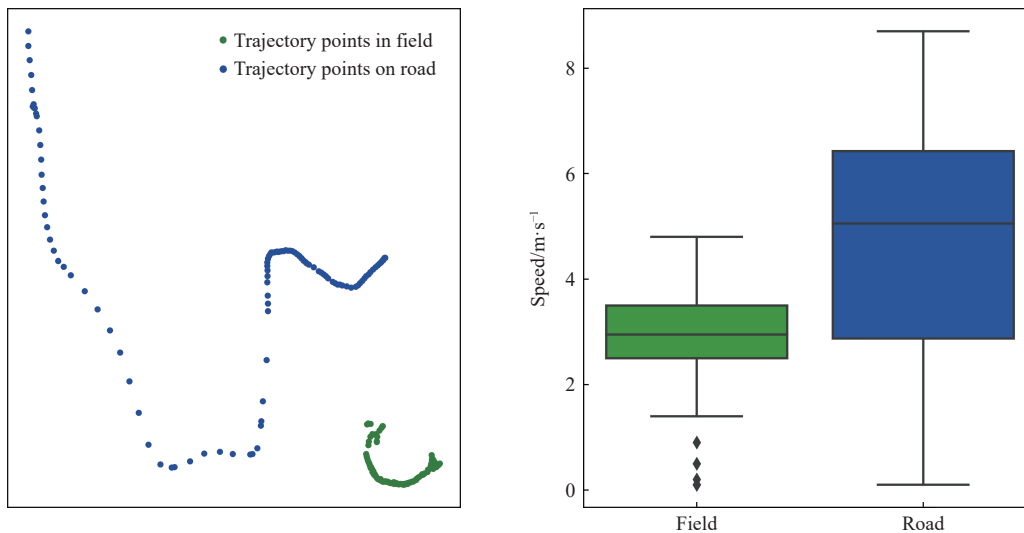 Trajectory points in field
Trajectory points on road
Speed/m·s⁻¹
8
6
4
2
0
Field
Road